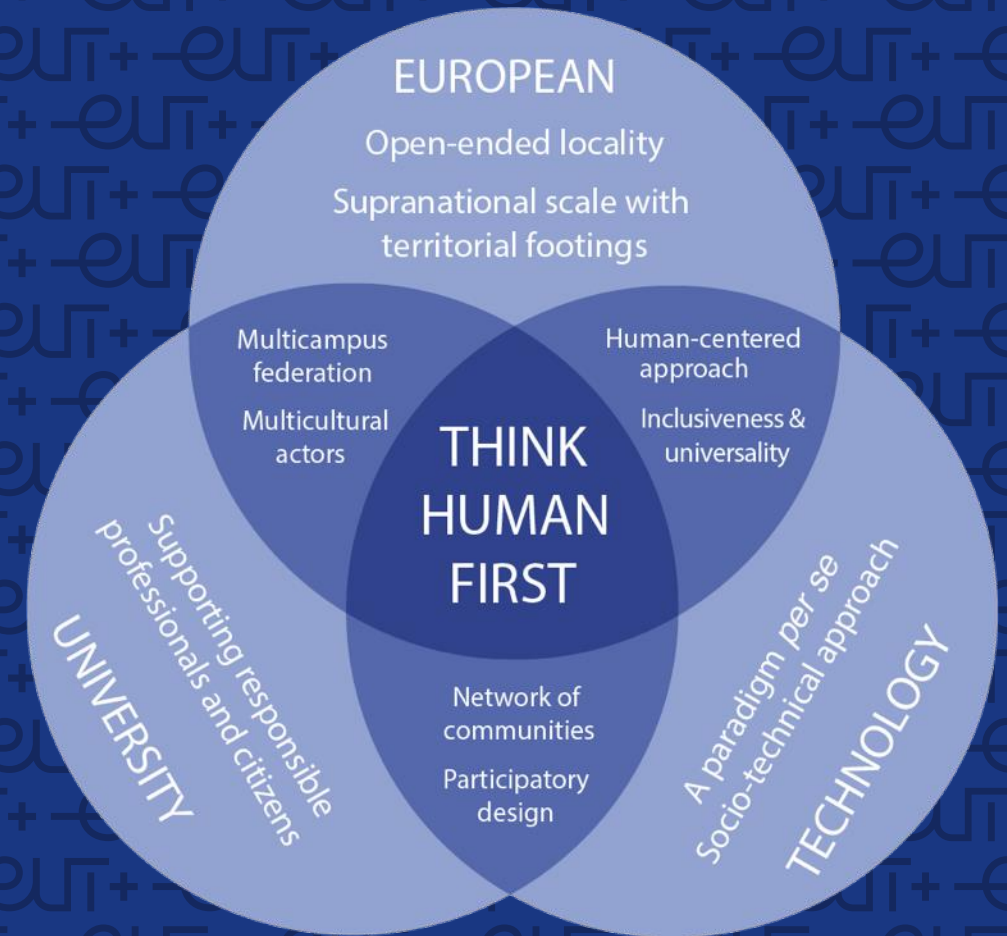 EUROPEAN
Open-ended locality
Supranational scale with
territorial footings
Multicampus
federation
Multicultural
actors
Human-centered
approach
Inclusiveness &
universality
THINK
HUMAN
FIRST
UNIVERSITY
Supporting responsible
professionals and citizens
Network of
communities
Participatory
design
A paradigm per se
Socio-technical approach
TECHNOLOGY